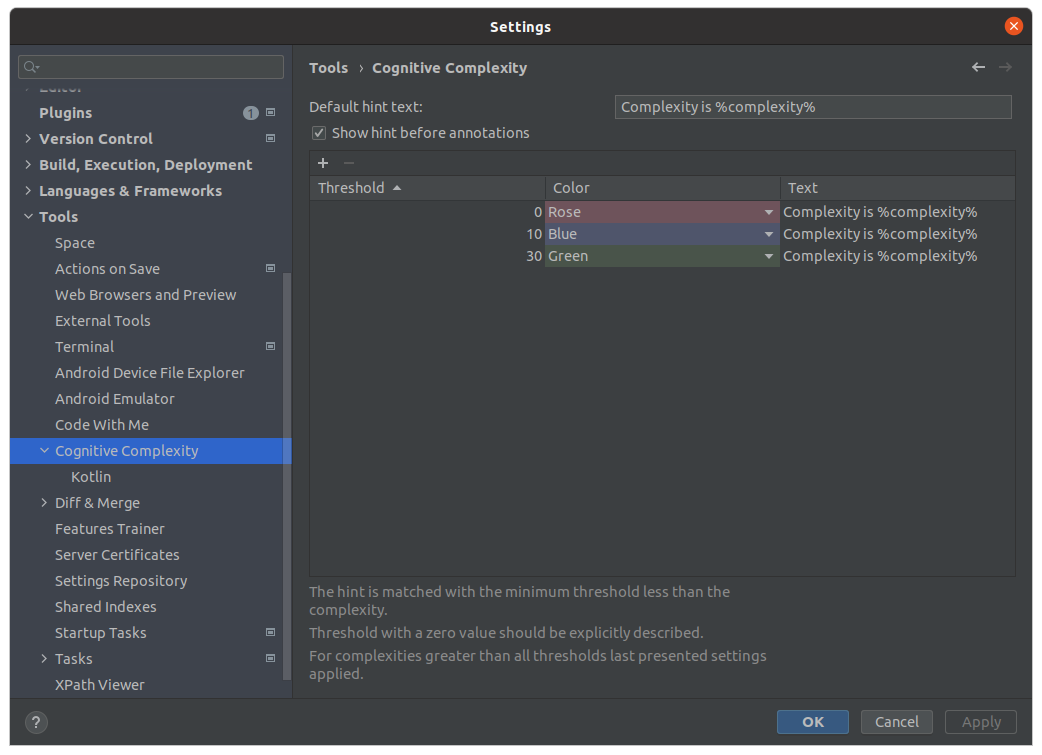 Settings
Tools › Cognitive Complexity
Plugins 1
Version Control
Build, Execution, Deployment
Languages & Frameworks
Tools
Space
Actions on Save
Web Browsers and Preview
External Tools
Terminal
Android Device File Explorer
Android Emulator
Code With Me
Cognitive Complexity
Kotlin
Diff & Merge
Features Trainer
Server Certificates
Settings Repository
Shared Indexes
Startup Tasks
Tasks
XPath Viewer
Default hint text: Complexity is %complexity%
Show hint before annotations
Threshold Color Text
0 Rose Complexity is %complexity%
10 Blue Complexity is %complexity%
30 Green Complexity is %complexity%
The hint is matched with the minimum threshold less than the
complexity.
Threshold with a zero value should be explicitly described.
For complexities greater than all thresholds last presented settings
applied.
? OK Cancel Apply